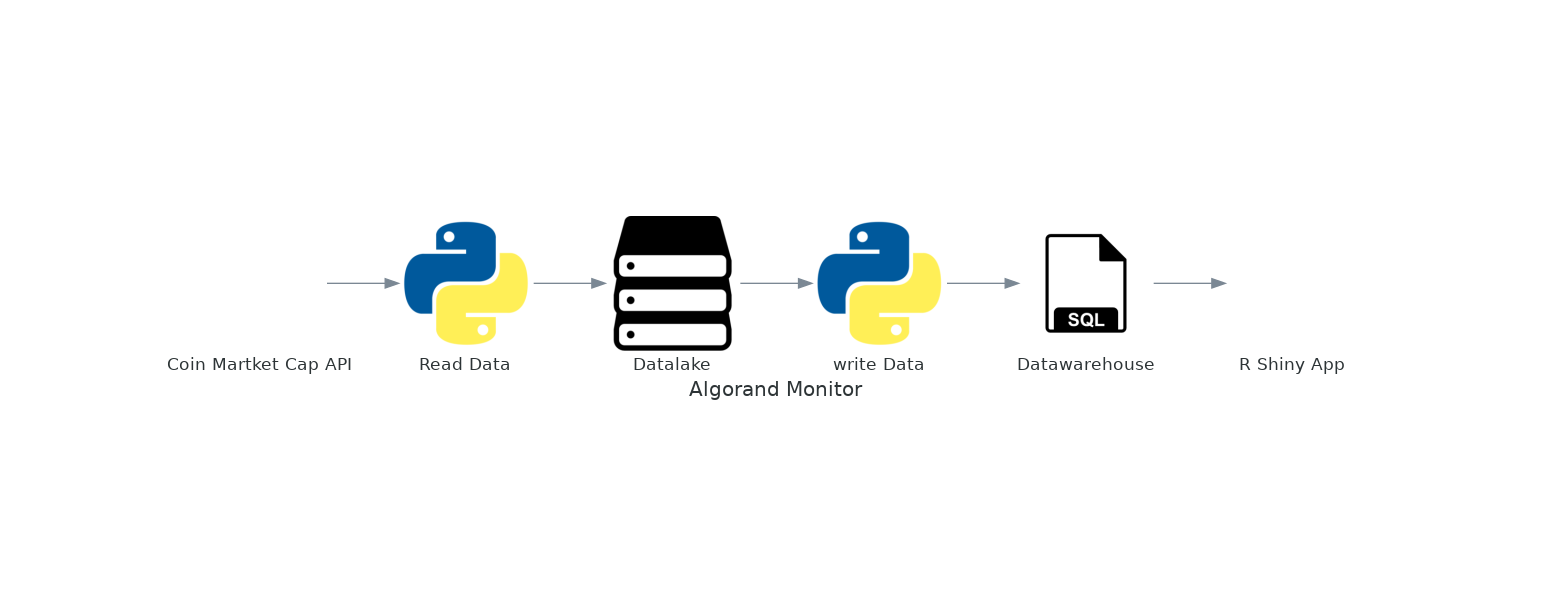 SQL
Coin Martket Cap API
Read Data
Datalake
write Data
Datawarehouse
R Shiny App
Algorand Monitor